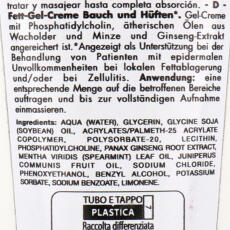 tratar y masajear hasta completa absorción. - D -
Fett-Gel-Creme Bauch und Hüften*. Gel-Creme
mit Phosphatidylcholin, ätherischen Ölen aus
Wacholder und Minze und Ginseng-Extrakt
angereichert ist.*Angezeigt als Unterstützung bei der
Behandlung von Patienten mit epidermalen
Unvollkommenheiten bei lokalen Fettablagerung
und/oder bei Zellulitis. Anwendung: eine
entsprechende Menge auf die betroffenen Bereiche
auftragen und bis zur vollständigen Aufnahme
einmassieren.
Ingredients: AQUA (WATER), GLYCERIN, GLYCINE SOJA
(SOYBEAN) OIL, ACRYLATES/PALMETH-25 ACRYLATE
COPOLYMER, POLYSORBATE-20, LECITHIN,
PHOSPHATIDYLCHOLINE, PANAX GINSENG ROOT EXTRACT,
MENTHA VIRIDIS (SPEARMINT) LEAF OIL, JUNIPERUS
COMMUNIS FRUIT OIL, SODIUM CHLORIDE,
PHENOXYETHANOL, BENZYL ALCOHOL, POTASSIUM
SORBATE, SODIUM BENZOATE, LIMONENE.
TUBO E TAPPO
PLASTICA 7
Raccolta differenziata